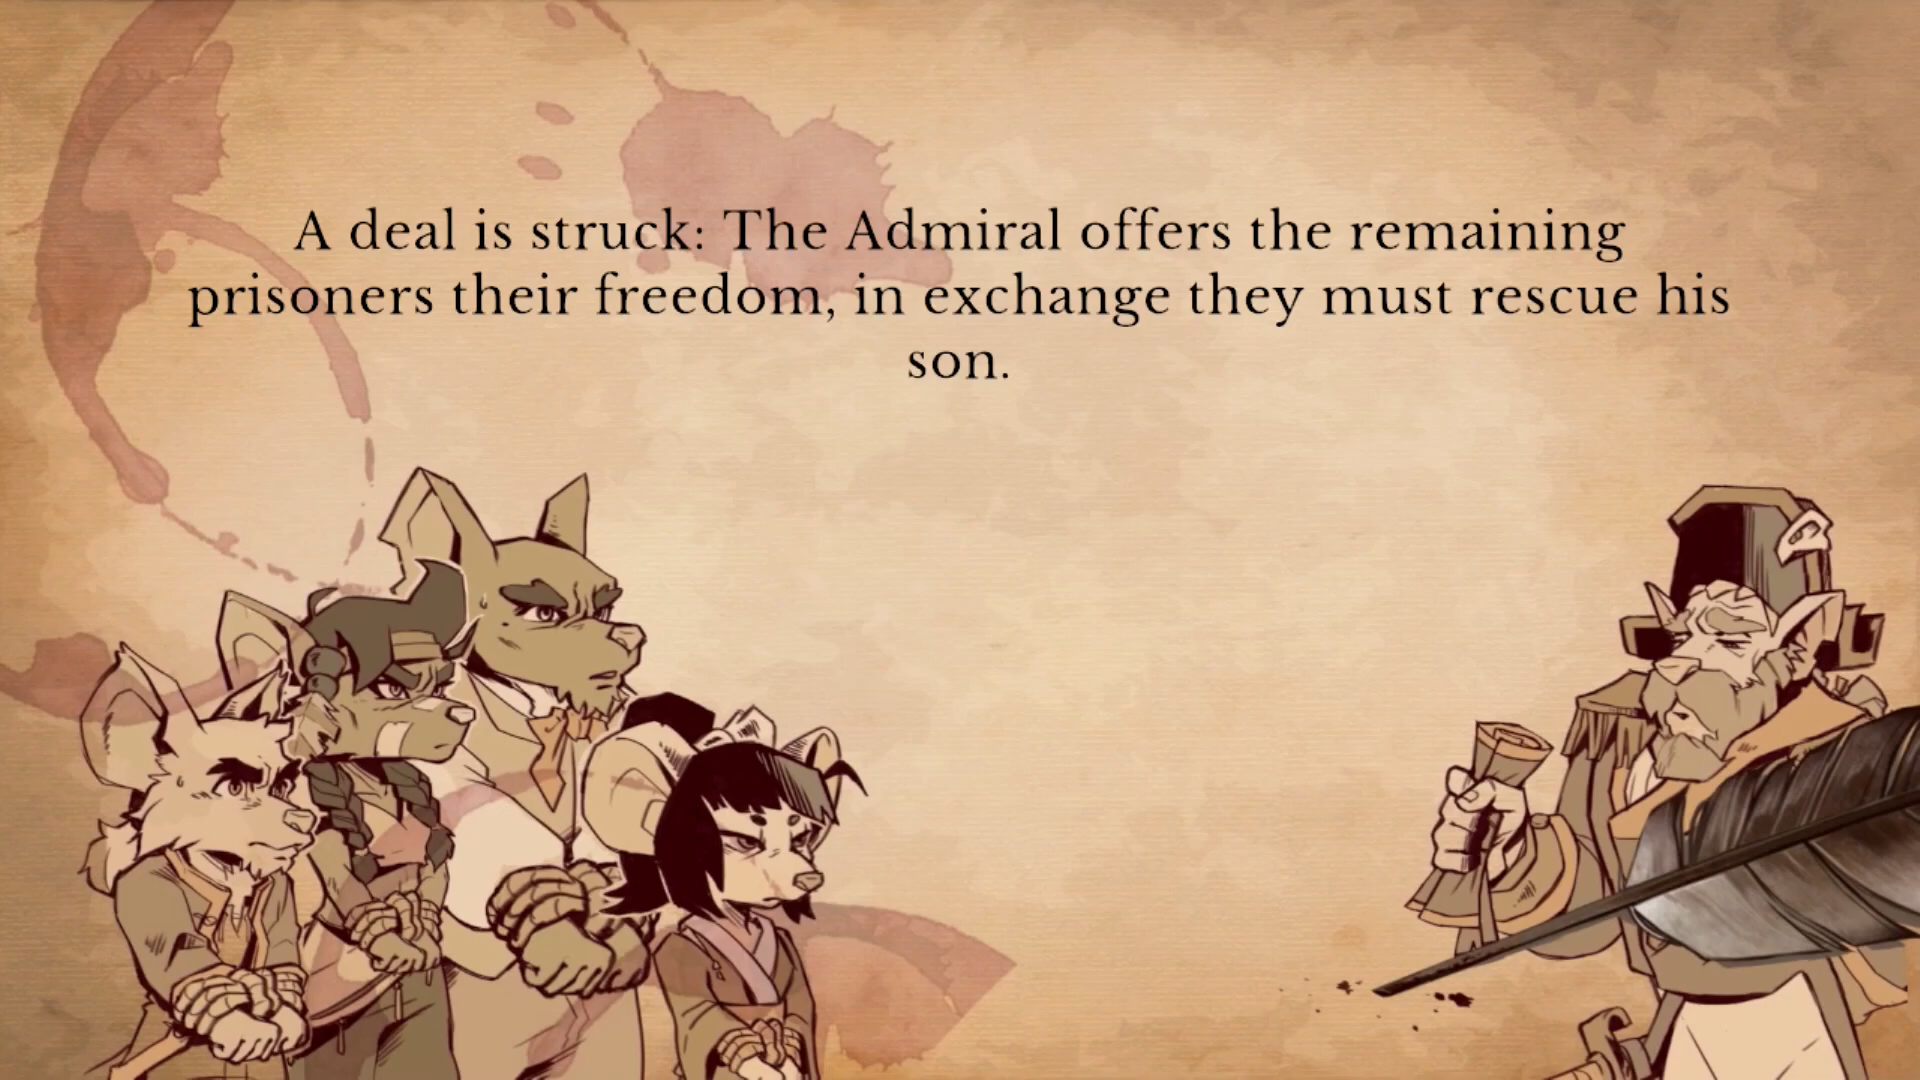 A deal is struck: The Admiral offers the remaining
prisoners their freedom, in exchange they must rescue his
son.